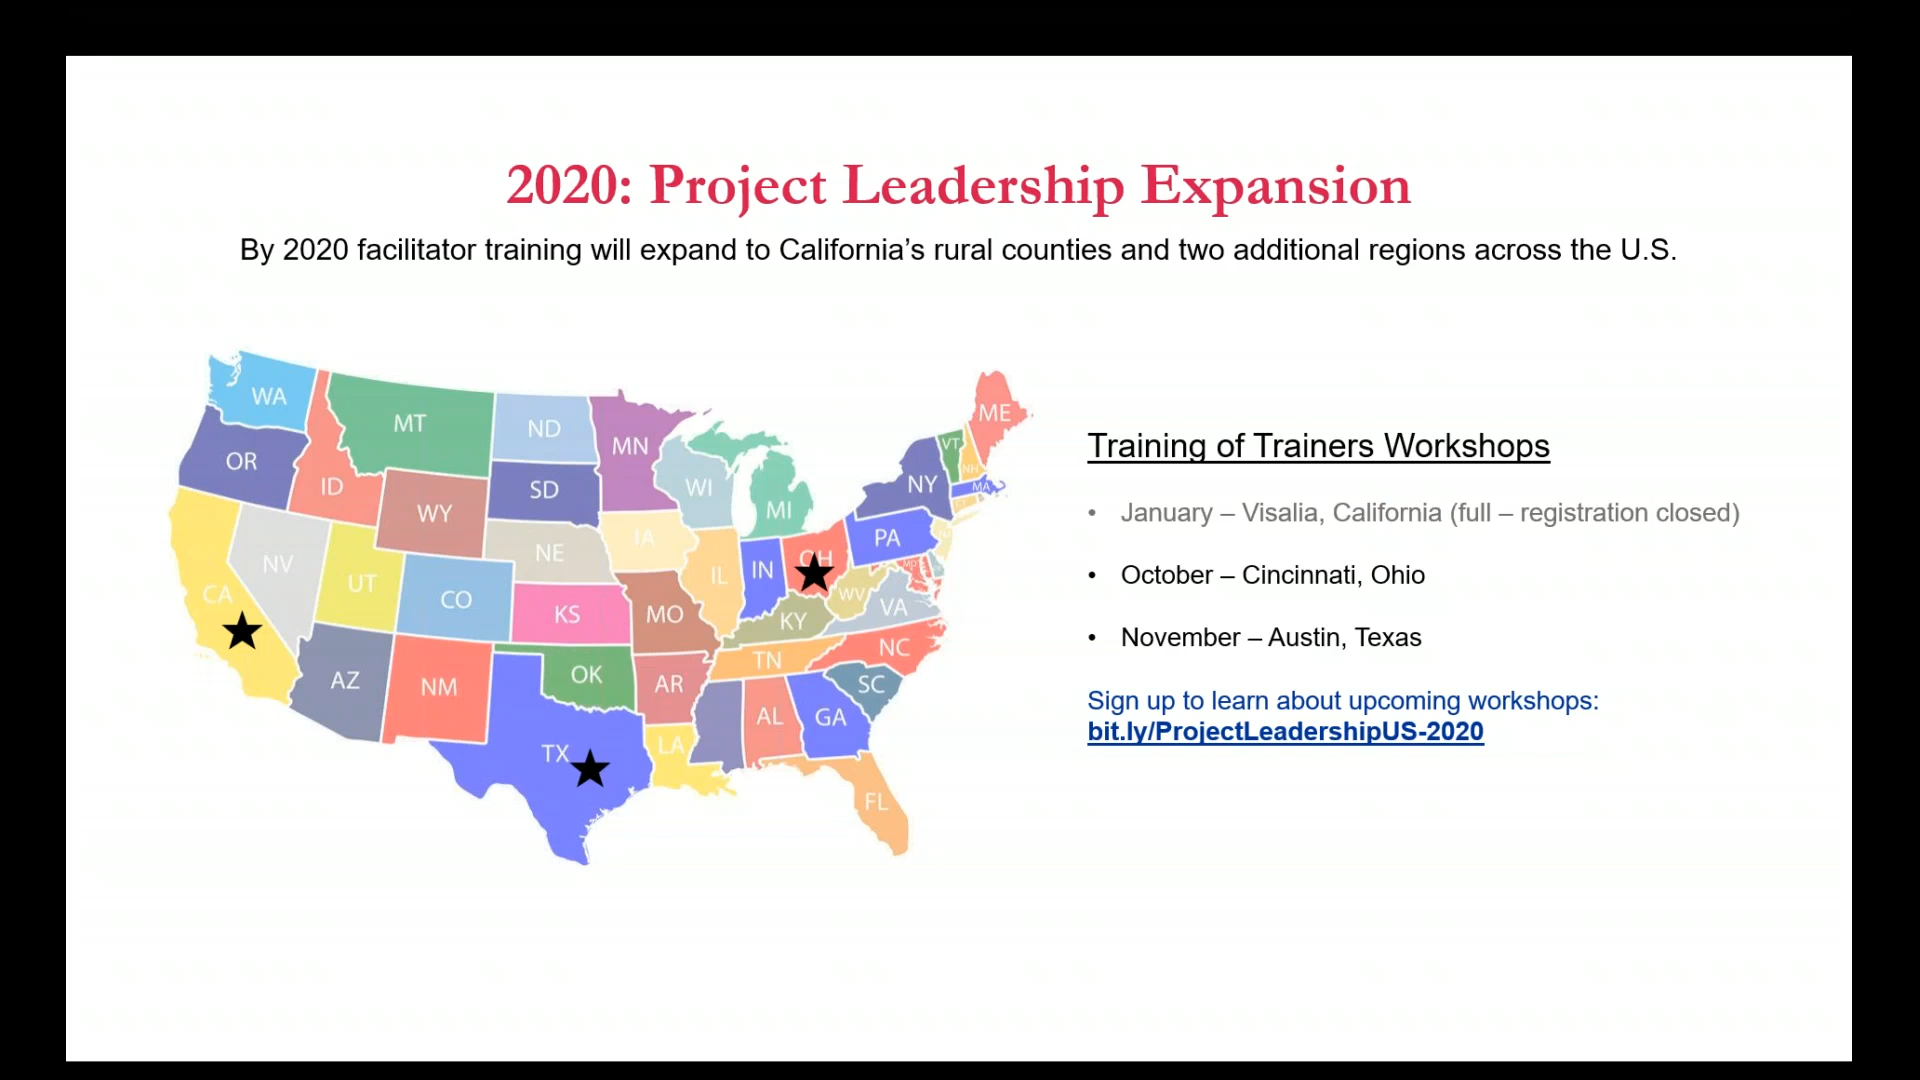 2020: Project Leadership Expansion
By 2020 facilitator training will expand to California’s rural counties and two additional regions across the U.S.
WA
MT
ND
MN
ME
OR
ID
WY
SD
WI
MI
NY
VT
NH
MA
NV
UT
CO
NE
IA
IL
IN
OH
PA
CA
KS
MO
KY
WV
VA
MD
AZ
NM
OK
AR
TN
NC
SC
TX
LA
AL
GA
FL
Training of Trainers Workshops
• January – Visalia, California (full – registration closed)
• October – Cincinnati, Ohio
• November – Austin, Texas
Sign up to learn about upcoming workshops:
bit.ly/ProjectLeadershipUS-2020